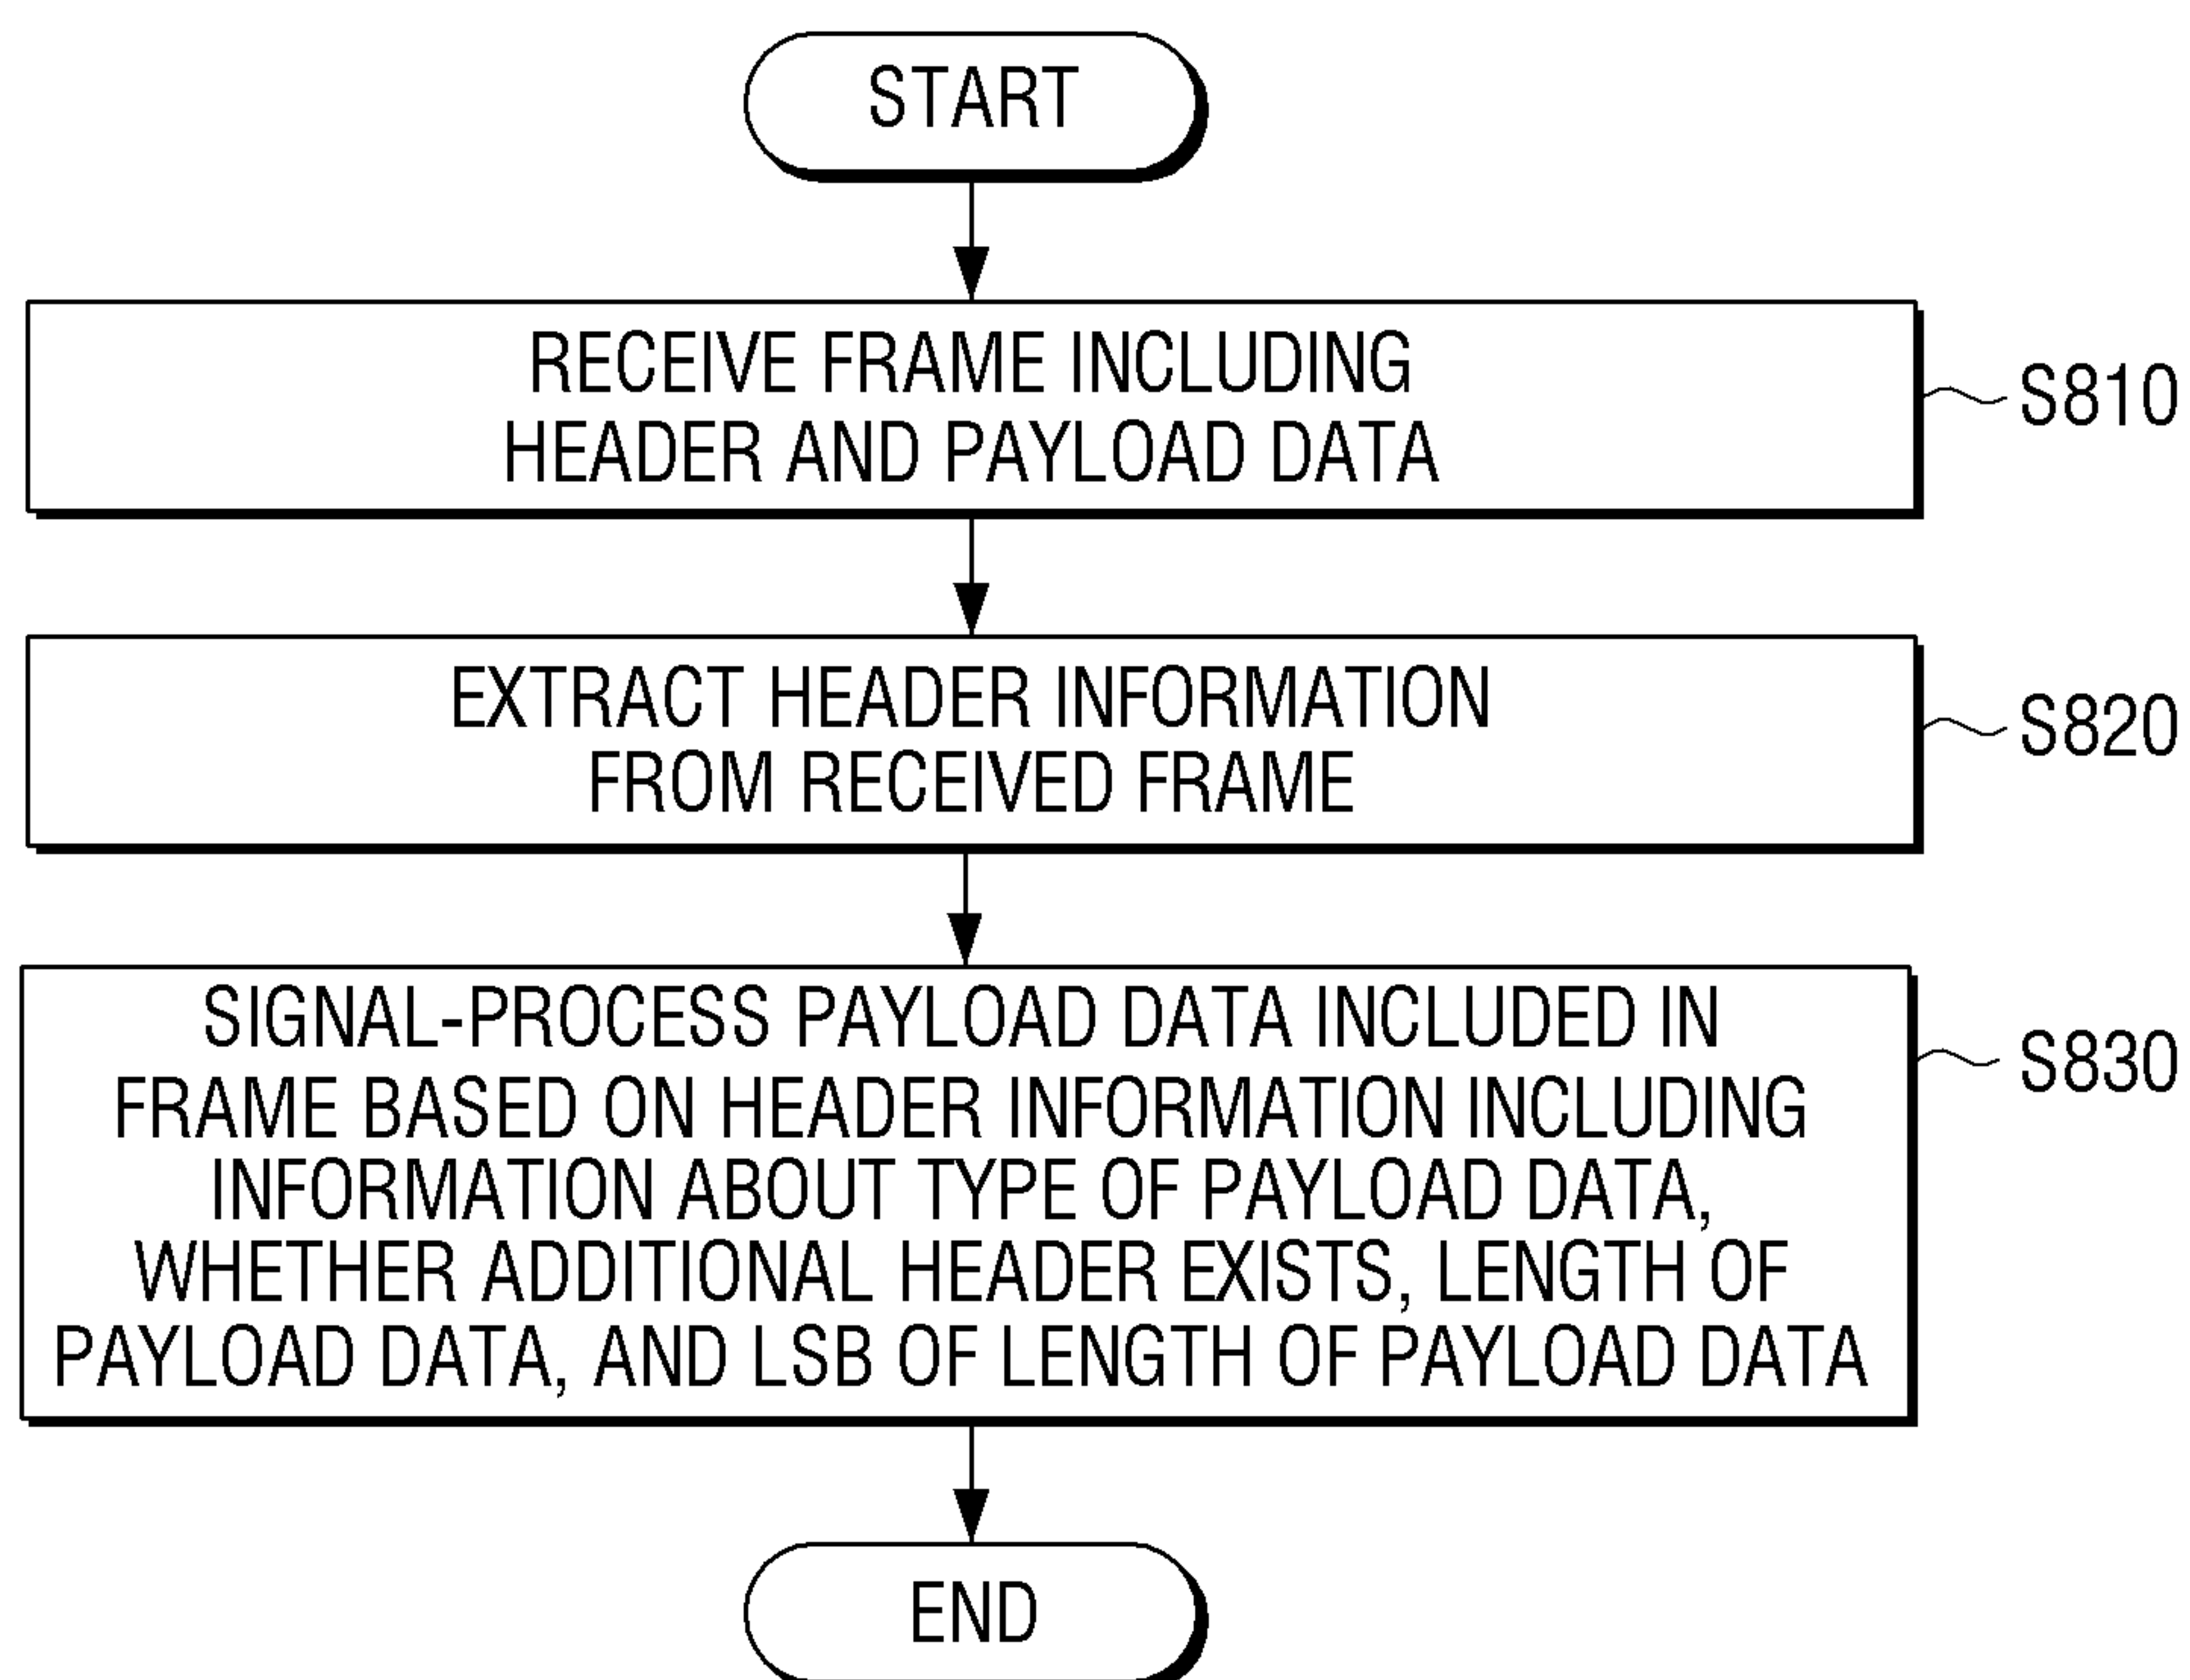 START
RECEIVE FRAME INCLUDING
HEADER AND PAYLOAD DATA
S810
EXTRACT HEADER INFORMATION
FROM RECEIVED FRAME
S820
SIGNAL-PROCESS PAYLOAD DATA INCLUDED IN
FRAME BASED ON HEADER INFORMATION INCLUDING
INFORMATION ABOUT TYPE OF PAYLOAD DATA,
WHETHER ADDITIONAL HEADER EXISTS, LENGTH OF
PAYLOAD DATA, AND LSB OF LENGTH OF PAYLOAD DATA
S830
END